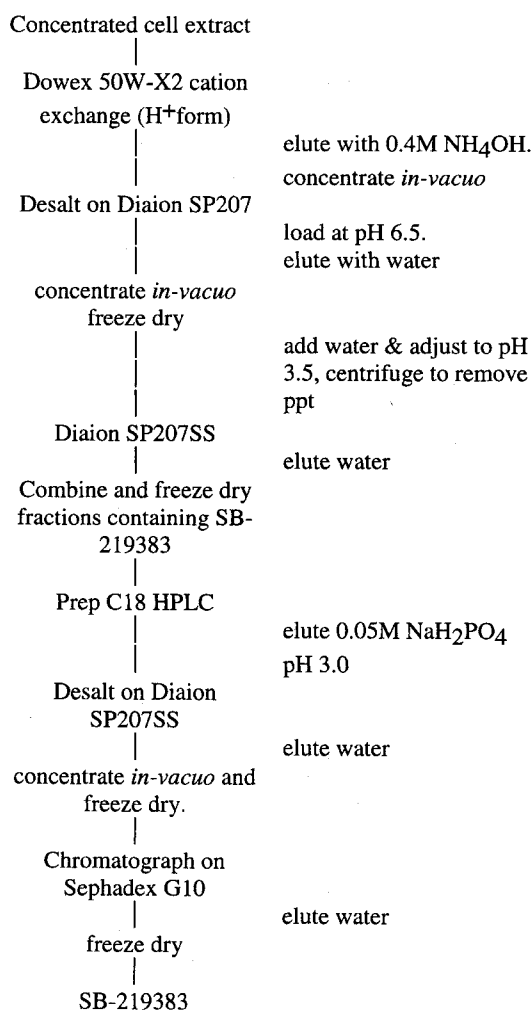 Concentrated cell extract
Dowex 50W-X2 cation
exchange (H+form)
elute with 0.4M NH4OH.
concentrate in-vacuo
Desalt on Diaion SP207
load at pH 6.5.
elute with water
concentrate in-vacuo
freeze dry
add water & adjust to pH
3.5, centrifuge to remove
ppt
Diaion SP207SS
elute water
Combine and freeze dry
fractions containing SB-
219383
Prep C18 HPLC
elute 0.05M NaH2PO4
pH 3.0
Desalt on Diaion
SP207SS
elute water
concentrate in-vacuo and
freeze dry.
Chromatograph on
Sephadex G10
elute water
freeze dry
SB-219383